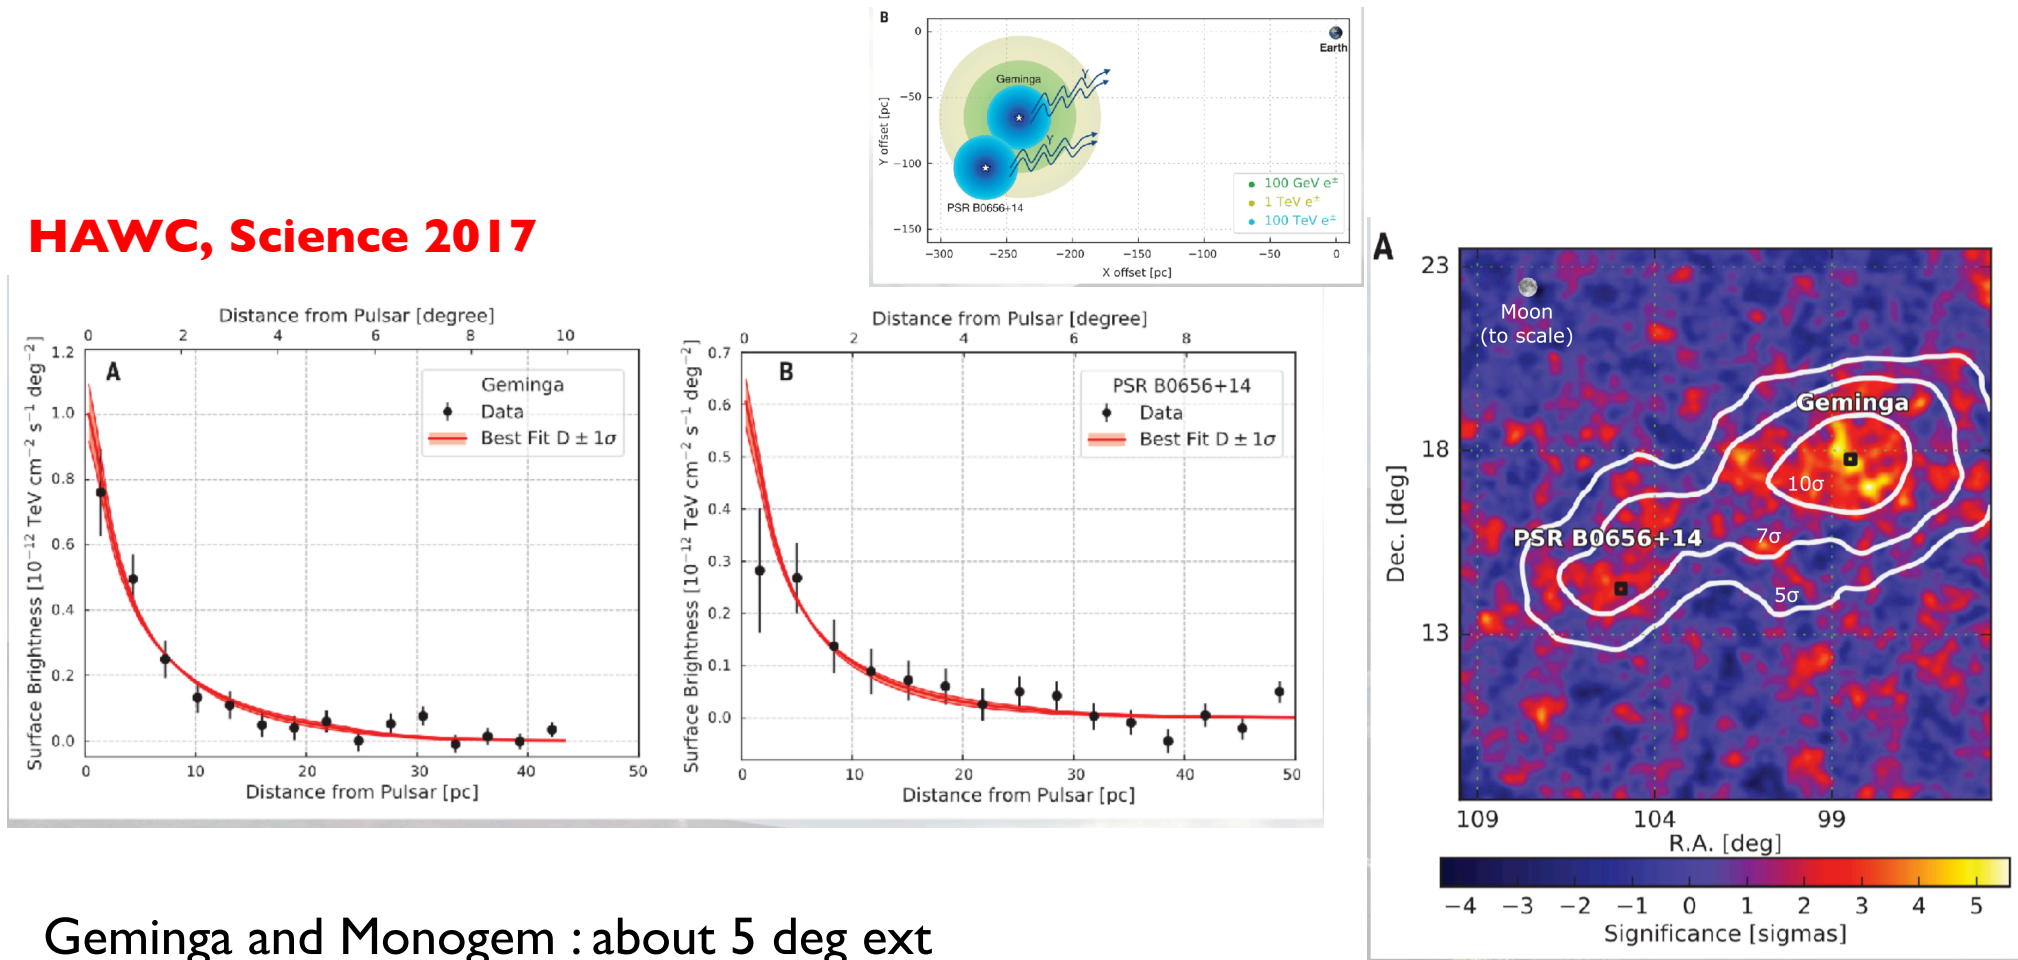 B
0
−50
−100
−150
Y offset [pc]
Geminga
γ
γ
PSR B0656+14
Earth
100 GeV e±
1 TeV e±
100 TeV e±
−300 −250 −200 −150 −100 −50 0
X offset [pc]
HAWC, Science 2017
Distance from Pulsar [degree]
0 2 4 6 8 10
A
Geminga
Data
Best Fit D ± 1σ
1.2
1.0
0.8
0.6
0.4
0.2
0.0
Surface Brightness [10−12 TeV cm−2 s−1 deg−2]
0 10 20 30 40 50
Distance from Pulsar [pc]
Distance from Pulsar [degree]
0 2 4 6 8
B
PSR B0656+14
Data
Best Fit D ± 1σ
0.7
0.6
0.5
0.4
0.3
0.2
0.1
0.0
Surface Brightness [10−12 TeV cm−2 s−1 deg−2]
0 10 20 30 40 50
Distance from Pulsar [pc]
A
23
18
13
Dec. [deg]
Moon
(to scale)
Geminga
10σ
PSR B0656+14
7σ
5σ
109 104 99
R.A. [deg]
−4 −3 −2 −1 0 1 2 3 4 5
Significance [sigmas]
Geminga and Monogem : about 5 deg ext